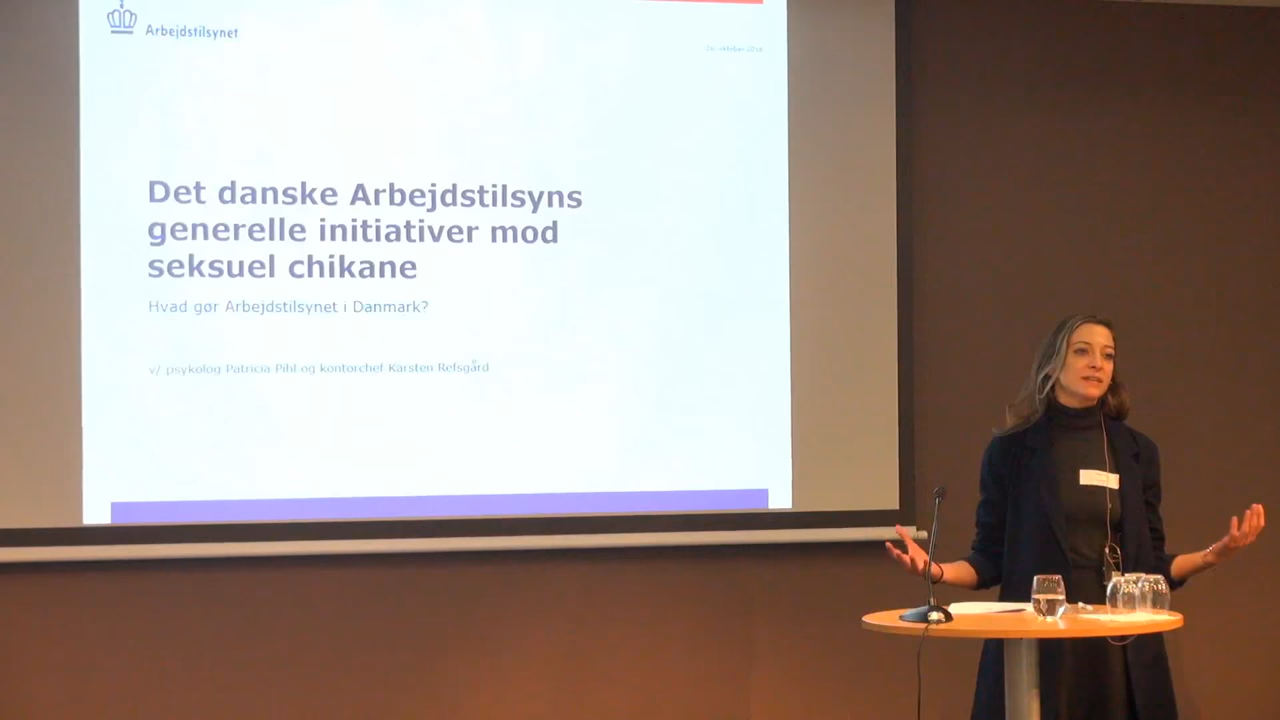 Arbejdstilsynet
Det danske Arbejdstilsyns
generelle initiativer mod
seksuel chikane
Hvad gør Arbejdstilsynet i Danmark?
v/ psykolog Patricia Pihl og kontorchef Karsten Refsgård